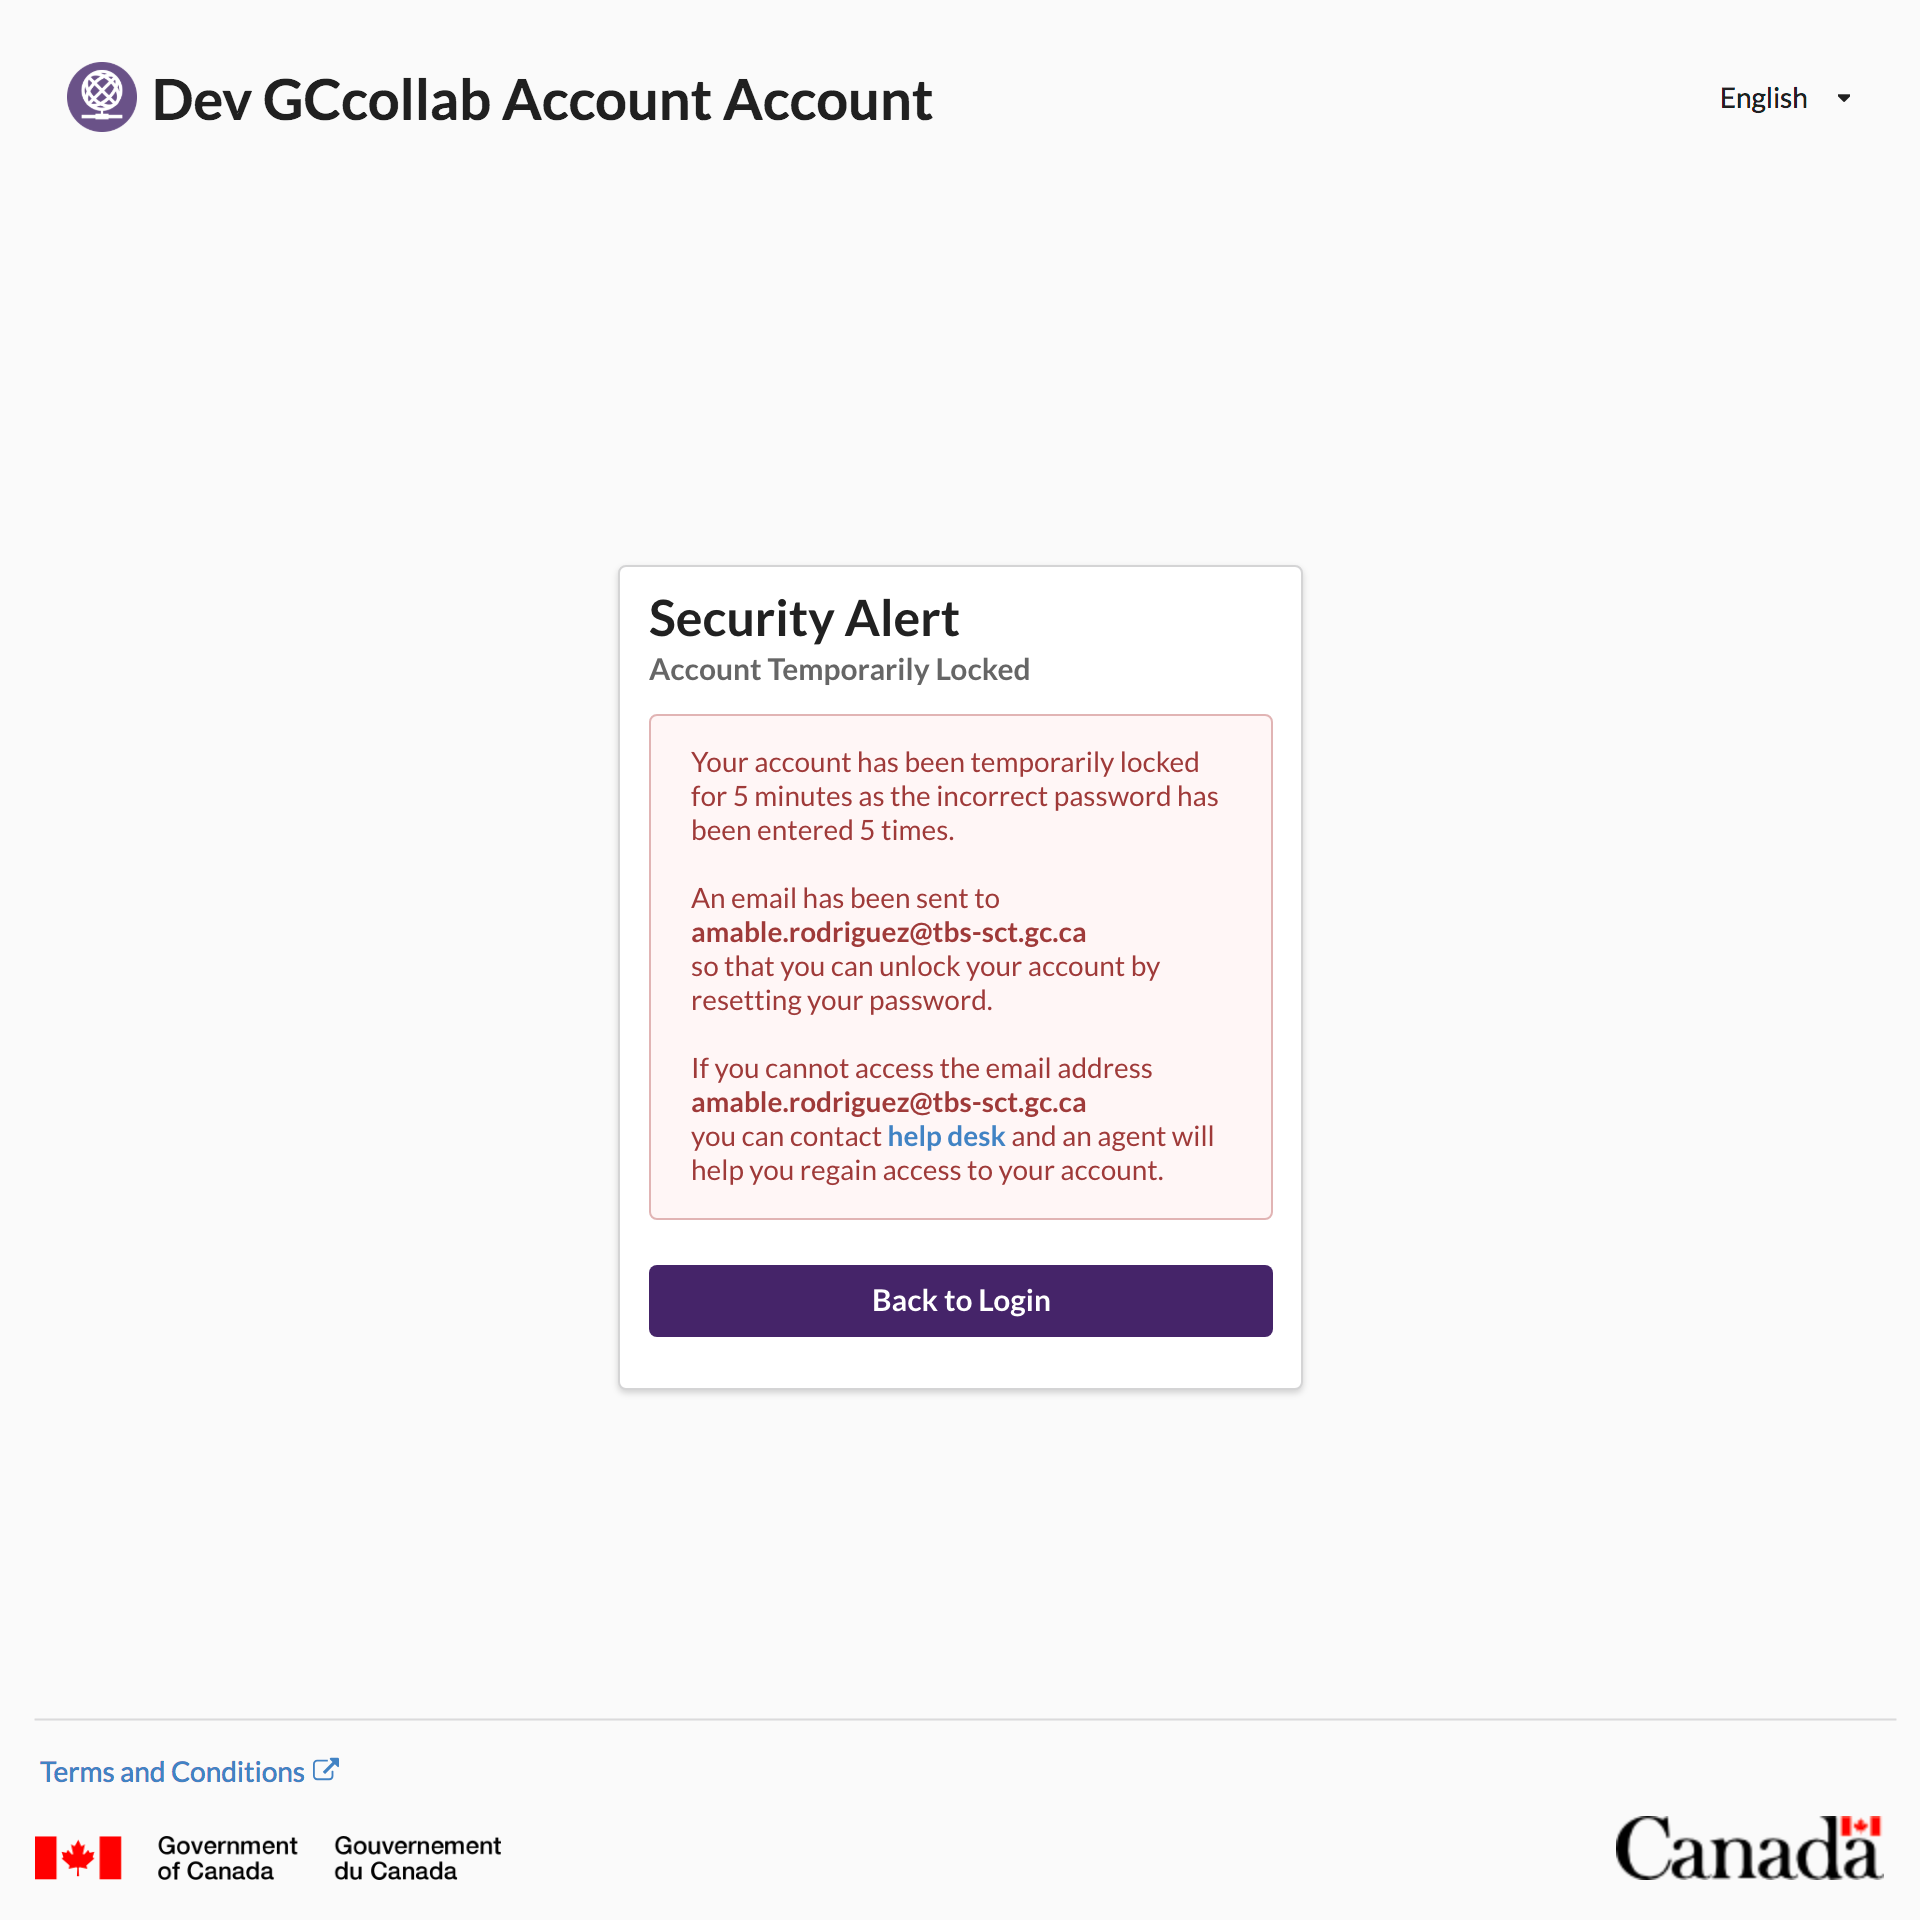 Dev GCcollab Account Account
English
Security Alert
Account Temporarily Locked
Your account has been temporarily locked
for 5 minutes as the incorrect password has
been entered 5 times.
An email has been sent to
amable.rodriguez@tbs-sct.gc.ca
so that you can unlock your account by
resetting your password.
If you cannot access the email address
amable.rodriguez@tbs-sct.gc.ca
you can contact help desk and an agent will
help you regain access to your account.
Back to Login
Terms and Conditions
Government
of Canada
Gouvernement
du Canada
Canada